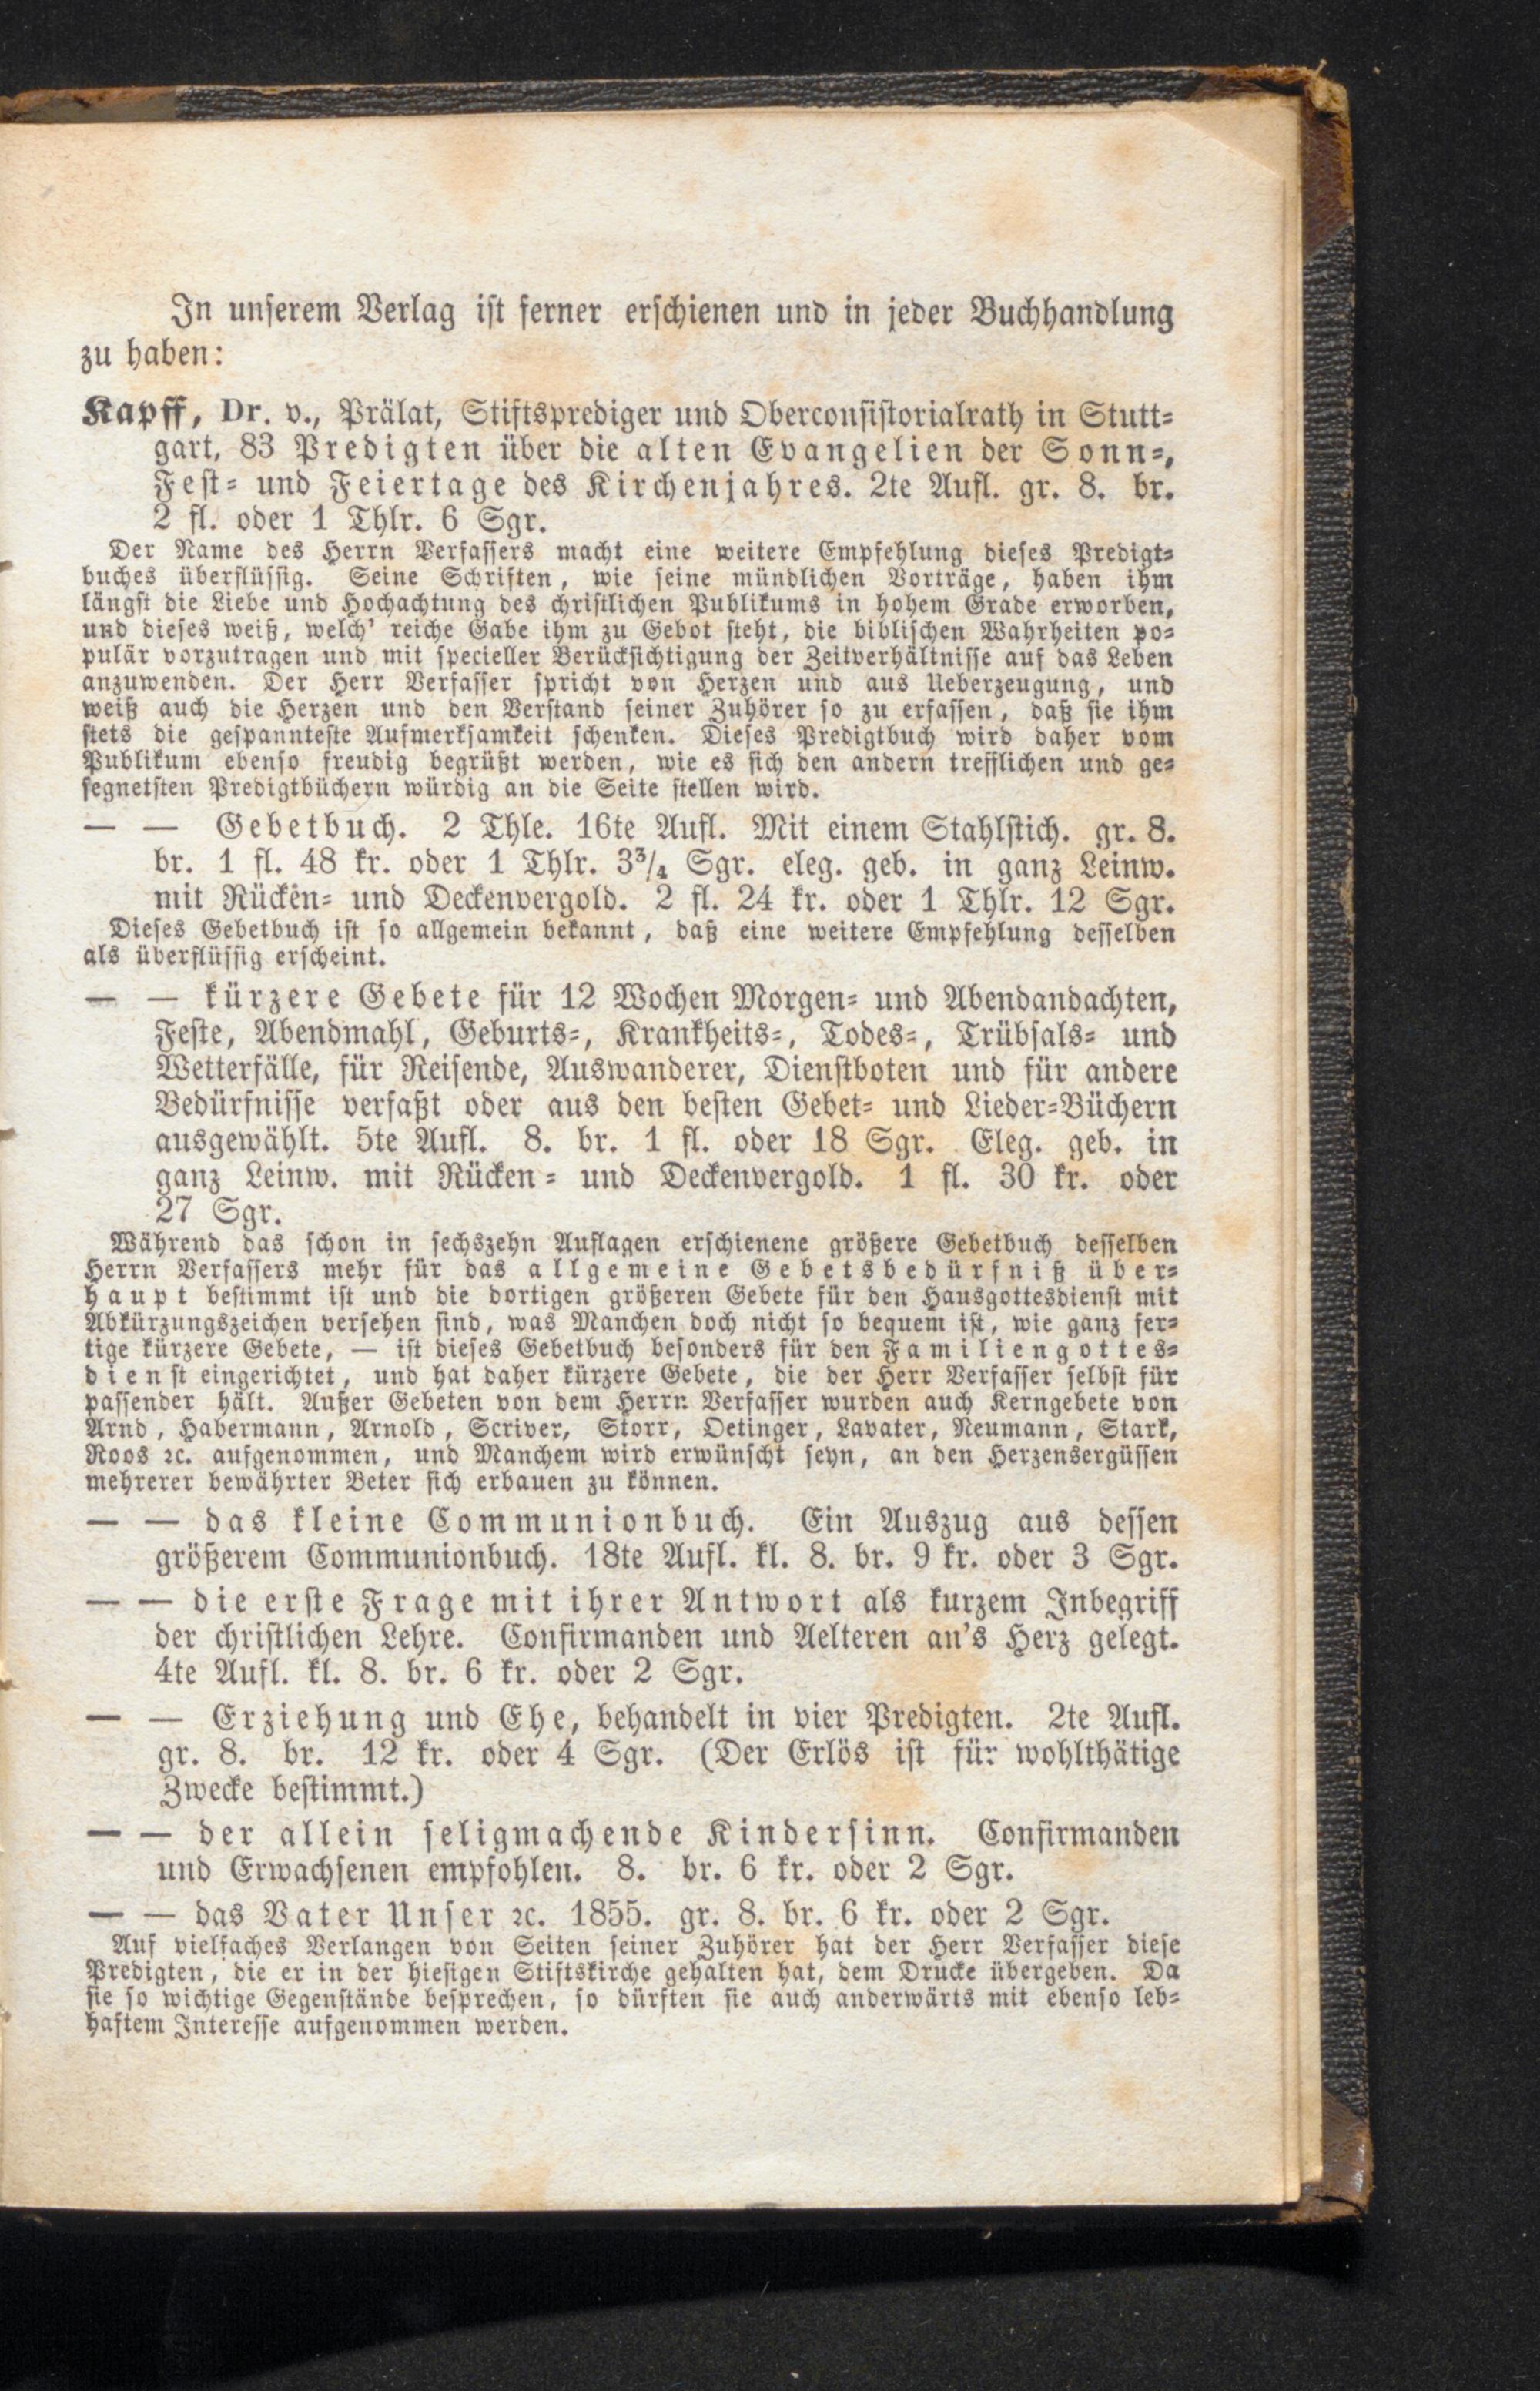 In unserem Verlag ist ferner erschienen und in jeder Buchhandlung
zu haben:
Kapff, Dr. v., Prälat, Stiftsprediger und Oberconsistorialrath in Stutt-
gart, 83 Predigten über die alten Evangelien der Sonn-,
Fest- und Feiertage des Kirchenjahres. 2te Aufl. gr. 8. br.
2 fl. oder 1 Thlr. 6 Sgr.
Der Name des Herrn Verfassers macht eine weitere Empfehlung dieses Predigt-
buches überflüssig. Seine Schriften, wie seine mündlichen Vorträge, haben ihm
längst die Liebe und Hochachtung des christlichen Publikums in hohem Grade erworben,
und dieses weiß, welch' reiche Gabe ihm zu Gebot steht, die biblischen Wahrheiten po-
pulär vorzutragen und mit specieller Berücksichtigung der Zeitverhältnisse auf das Leben
anzuwenden. Der Herr Verfasser spricht von Herzen und aus Ueberzeugung, und
weiß auch die Herzen und den Verstand seiner Zuhörer so zu erfassen, daß sie ihm
stets die gespannteste Aufmerksamkeit schenken. Dieses Predigtbuch wird daher vom
Publikum ebenso freudig begrüßt werden, wie es sich den andern trefflichen und ge-
segnetsten Predigtbüchern würdig an die Seite stellen wird.
— — Gebetbuch. 2 Thle. 16te Aufl. Mit einem Stahlstich. gr. 8.
br. 1 fl. 48 kr. oder 1 Thlr. 3³/₄ Sgr. eleg. geb. in ganz Leinw.
mit Rücken- und Deckenvergold. 2 fl. 24 kr. oder 1 Thlr. 12 Sgr.
Dieses Gebetbuch ist so allgemein bekannt, daß eine weitere Empfehlung desselben
als überflüssig erscheint.
— — kürzere Gebete für 12 Wochen Morgen- und Abendandachten,
Feste, Abendmahl, Geburts-, Krankheits-, Todes-, Trübsals- und
Wetterfälle, für Reisende, Auswanderer, Dienstboten und für andere
Bedürfnisse verfaßt oder aus den besten Gebet- und Lieder-Büchern
ausgewählt. 5te Aufl. 8. br. 1 fl. oder 18 Sgr. Eleg. geb. in
ganz Leinw. mit Rücken- und Deckenvergold. 1 fl. 30 kr. oder
27 Sgr.
Während das schon in sechszehn Auflagen erschienene größere Gebetbuch desselben
Herrn Verfassers mehr für das allgemeine Gebetsbedürfniß über-
haupt bestimmt ist und die dortigen größeren Gebete für den Hausgottesdienst mit
Abkürzungszeichen versehen sind, was Manchen doch nicht so bequem ist, wie ganz fer-
tige kürzere Gebete, — ist dieses Gebetbuch besonders für den Familiengottes-
dienst eingerichtet, und hat daher kürzere Gebete, die der Herr Verfasser selbst für
passender hält. Außer Gebeten von dem Herrn Verfasser wurden auch Kerngebete von
Arnd, Habermann, Arnold, Scriver, Storr, Oetinger, Lavater, Neumann, Stark,
Roos ꝛc. aufgenommen, und Manchem wird erwünscht seyn, an den Herzensergüssen
mehrerer bewährter Beter sich erbauen zu können.
— — das kleine Communionbuch. Ein Auszug aus dessen
größerem Communionbuch. 18te Aufl. kl. 8. br. 9 kr. oder 3 Sgr.
— — die erste Frage mit ihrer Antwort als kurzem Inbegriff
der christlichen Lehre. Confirmanden und Aelteren an's Herz gelegt.
4te Aufl. kl. 8. br. 6 kr. oder 2 Sgr.
— — Erziehung und Ehe, behandelt in vier Predigten. 2te Aufl.
gr. 8. br. 12 kr. oder 4 Sgr. (Der Erlös ist für wohlthätige
Zwecke bestimmt.)
— — der allein seligmachende Kindersinn. Confirmanden
und Erwachsenen empfohlen. 8. br. 6 kr. oder 2 Sgr.
— — das Vater Unser ꝛc. 1855. gr. 8. br. 6 kr. oder 2 Sgr.
Auf vielfaches Verlangen von Seiten seiner Zuhörer hat der Herr Verfasser diese
Predigten, die er in der hiesigen Stiftskirche gehalten hat, dem Drucke übergeben. Da
sie so wichtige Gegenstände besprechen, so dürften sie auch anderwärts mit ebenso leb-
haftem Interesse aufgenommen werden.